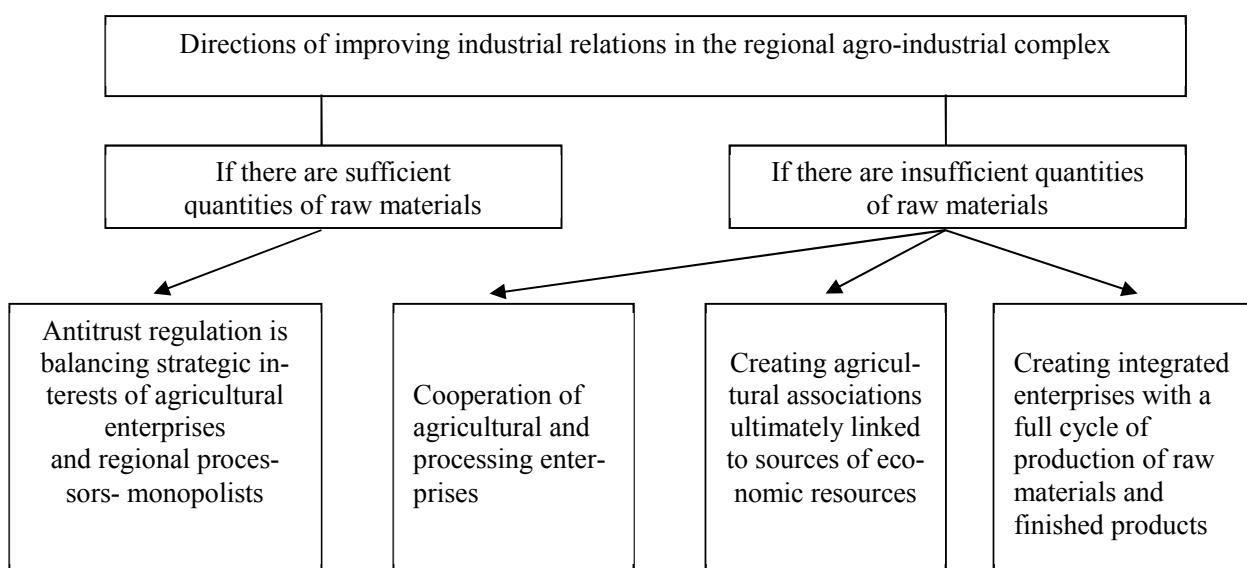 Directions of improving industrial relations in the regional agro-industrial complex
If there are sufficient
quantities of raw materials
If there are insufficient quantities
of raw materials
Antitrust regulation is
balancing strategic in-
terests of agricultural
enterprises
and regional proces-
sors- monopolists
Cooperation of
agricultural and
processing enter-
prises
Creating agricul-
tural associations
ultimately linked
to sources of eco-
nomic resources
Creating integrated
enterprises with a
full cycle of
production of raw
materials and
finished products